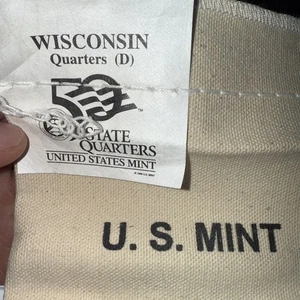 WISCONSIN
Quarters (D)
50
STATE
QUARTERS
UNITED STATES MINT
U. S. MINT